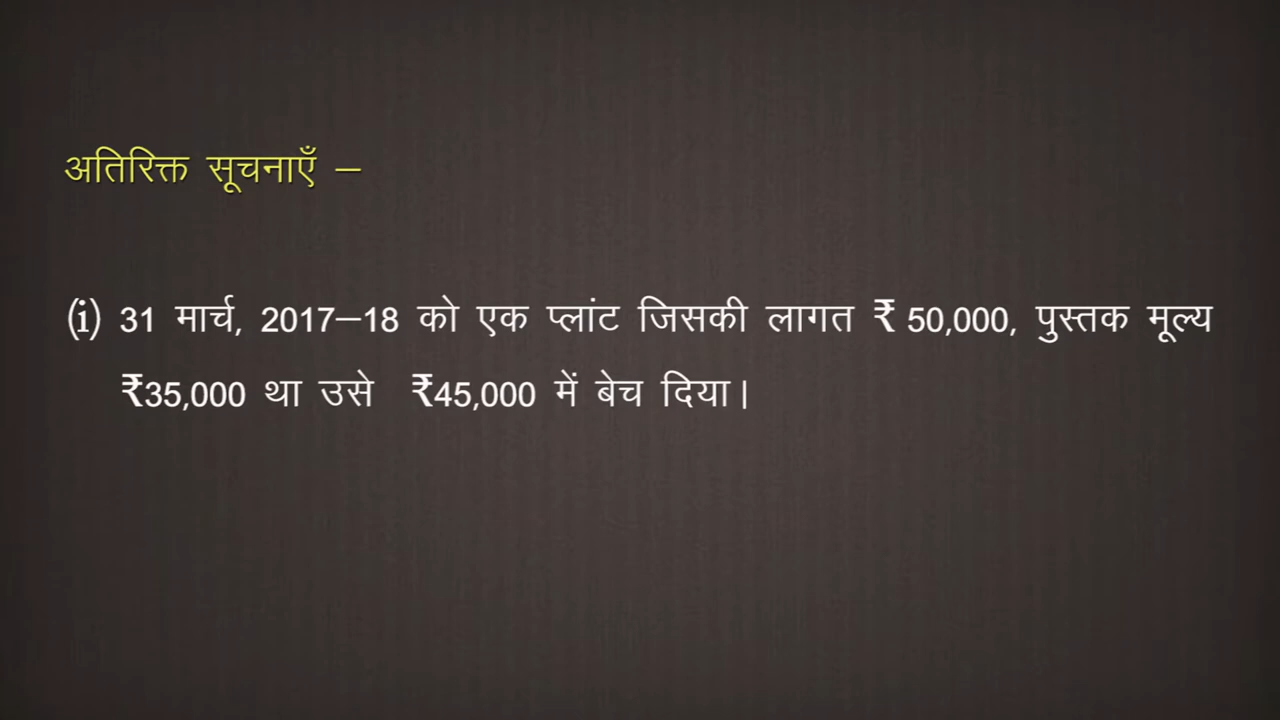 अतिरिक्त सूचनाएँ –
(i) 31 मार्च, 2017–18 को एक प्लांट जिसकी लागत ₹ 50,000, पुस्तक मूल्य
₹35,000 था उसे ₹45,000 में बेच दिया।